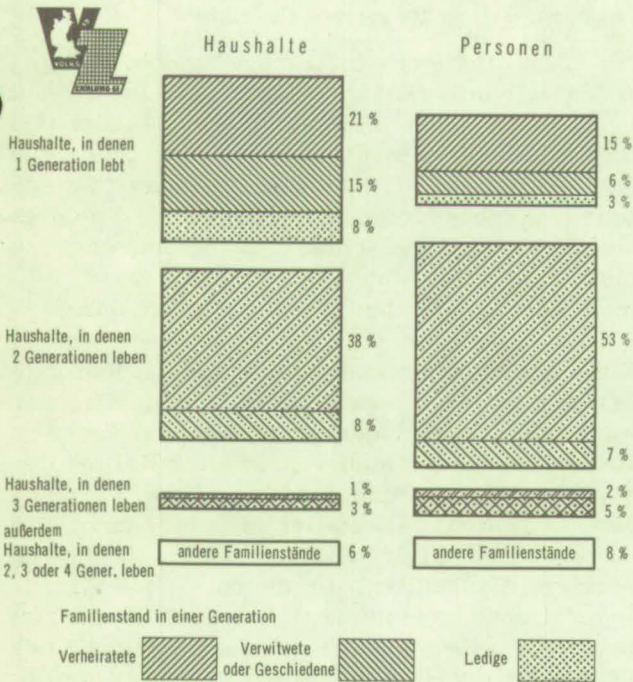 VOLKS
ZÄHLUNG 61
Haushalte
Personen
Haushalte, in denen
1 Generation lebt
21 %
15 %
8 %
15 %
6 %
3 %
Haushalte, in denen
2 Generationen leben
38 %
8 %
53 %
7 %
Haushalte, in denen
3 Generationen leben
1 %
3 %
2 %
5 %
außerdem
Haushalte, in denen
2, 3 oder 4 Gener. leben
andere Familienstände
6 %
andere Familienstände
8 %
Familienstand in einer Generation
Verheiratete
Verwitwete
oder Geschiedene
Ledige